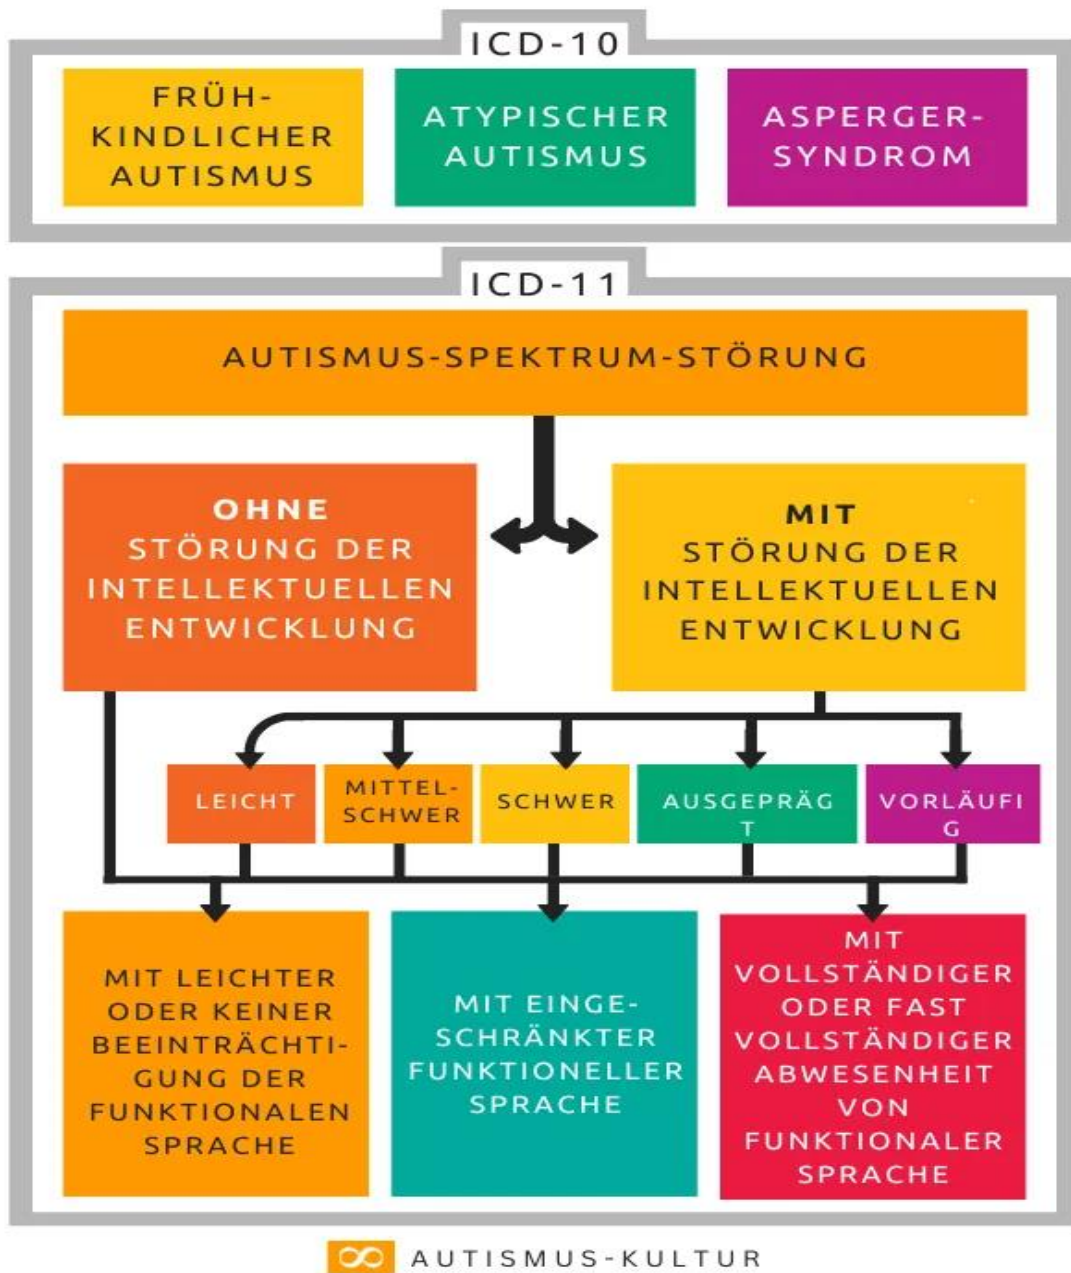 ICD-10
FRÜH-
KINDLICHER
AUTISMUS
ATYPISCHER
AUTISMUS
ASPERGER-
SYNDROM
ICD-11
AUTISMUS-SPEKTRUM-STÖRUNG
OHNE
STÖRUNG DER
INTELLEKTUELLEN
ENTWICKLUNG
MIT
STÖRUNG DER
INTELLEKTUELLEN
ENTWICKLUNG
LEICHT
MITTEL-
SCHWER
SCHWER
AUSGEPRÄG
T
VORLÄUFI
G
MIT LEICHTER
ODER KEINER
BEEINTRÄCHTI-
GUNG DER
FUNKTIONALEN
SPRACHE
MIT EINGE-
SCHRÄNKTER
FUNKTIONELLER
SPRACHE
MIT
VOLLSTÄNDIGER
ODER FAST
VOLLSTÄNDIGER
ABWESENHEIT
VON
FUNKTIONALER
SPRACHE
AUTISMUS-KULTUR